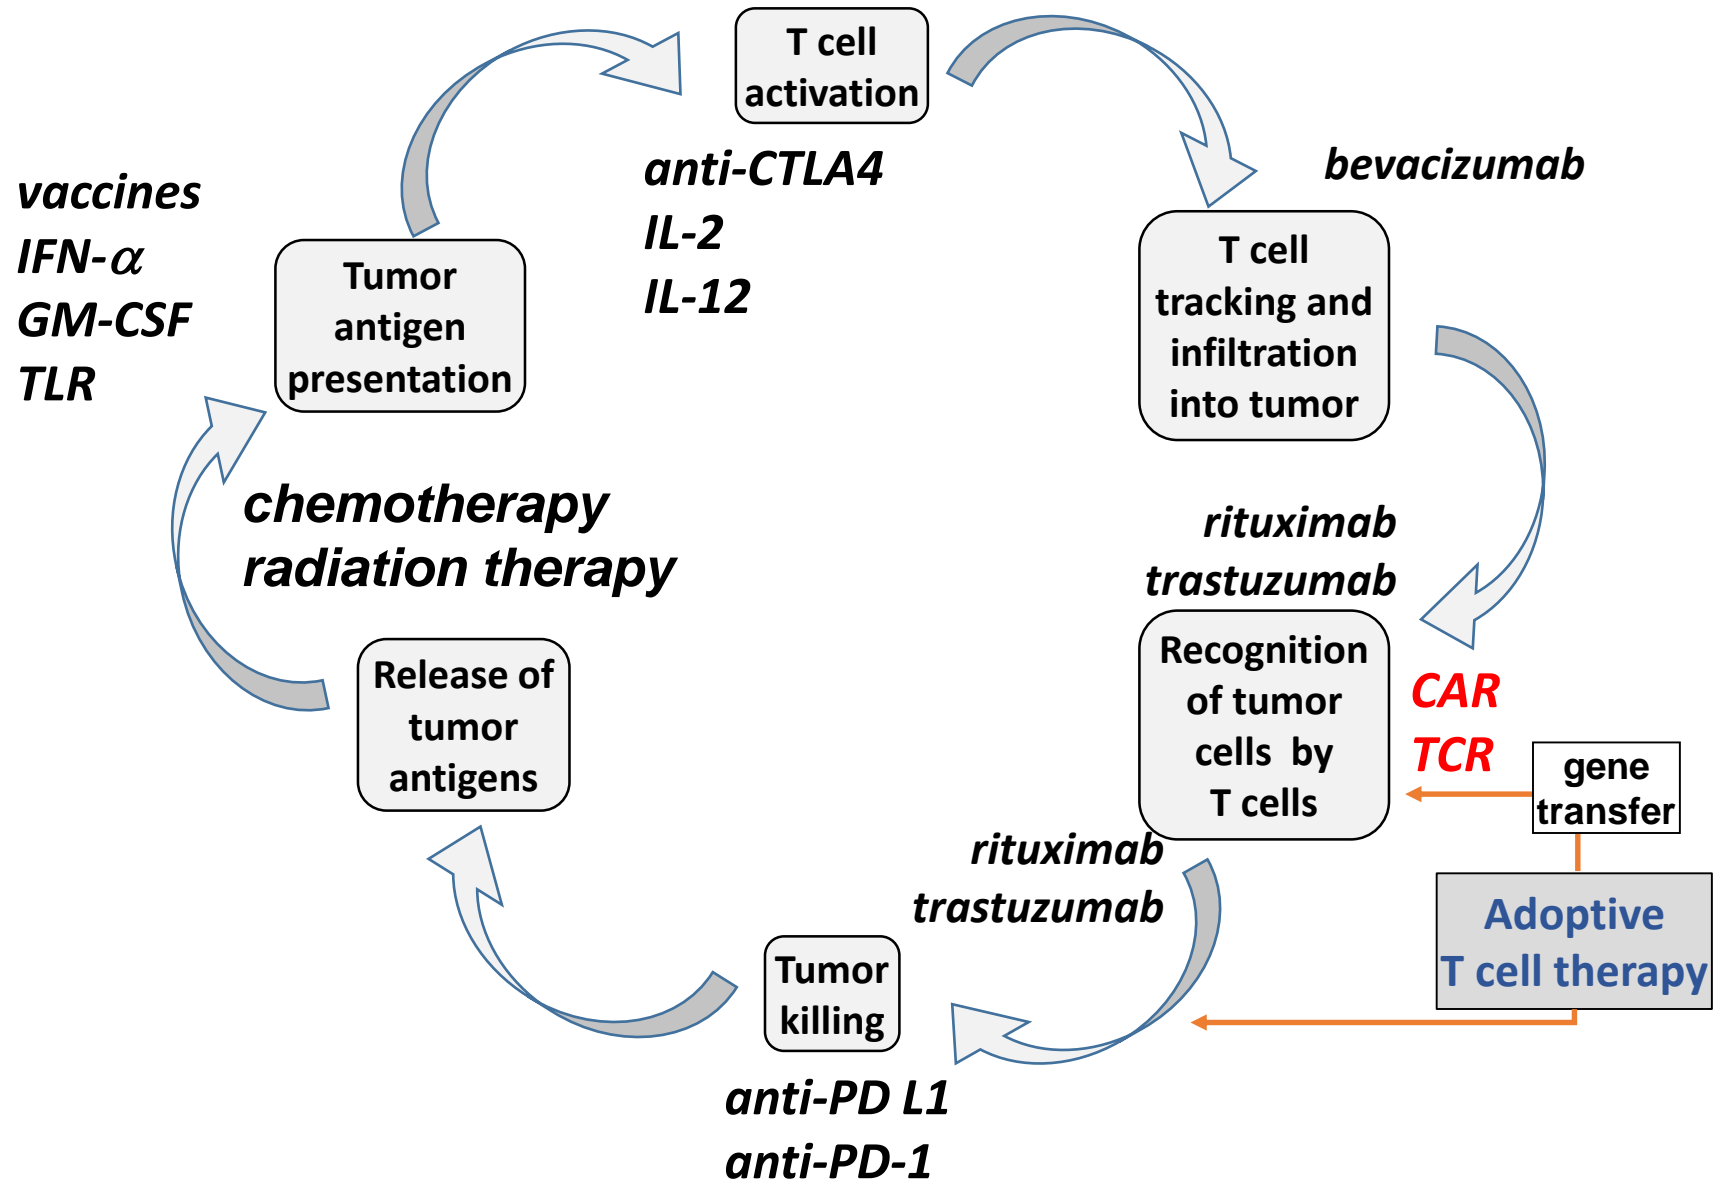 T cell
activation
anti-CTLA4
IL-2
IL-12
bevacizumab
T cell
tracking and
infiltration
into tumor
rituximab
trastuzumab
Recognition
of tumor
cells by
T cells
CAR
TCR
gene
transfer
Adoptive
T cell therapy
rituximab
trastuzumab
Tumor
killing
anti-PD L1
anti-PD-1
Release of
tumor
antigens
chemotherapy
radiation therapy
Tumor
antigen
presentation
vaccines
IFN-α
GM-CSF
TLR